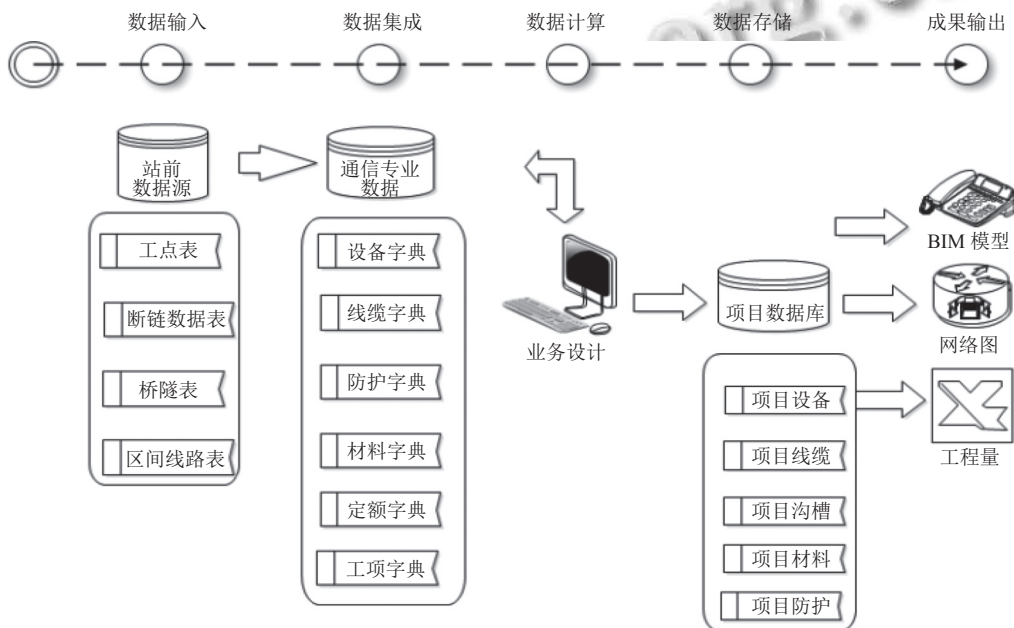 数据输入
数据集成
数据计算
数据存储
成果输出
站前
数据源
通信专业
数据
工点表
断链数据表
桥隧表
区间线路表
设备字典
线缆字典
防护字典
材料字典
定额字典
工项字典
业务设计
项目数据库
项目设备
项目线缆
项目沟槽
项目材料
项目防护
BIM 模型
网络图
工程量